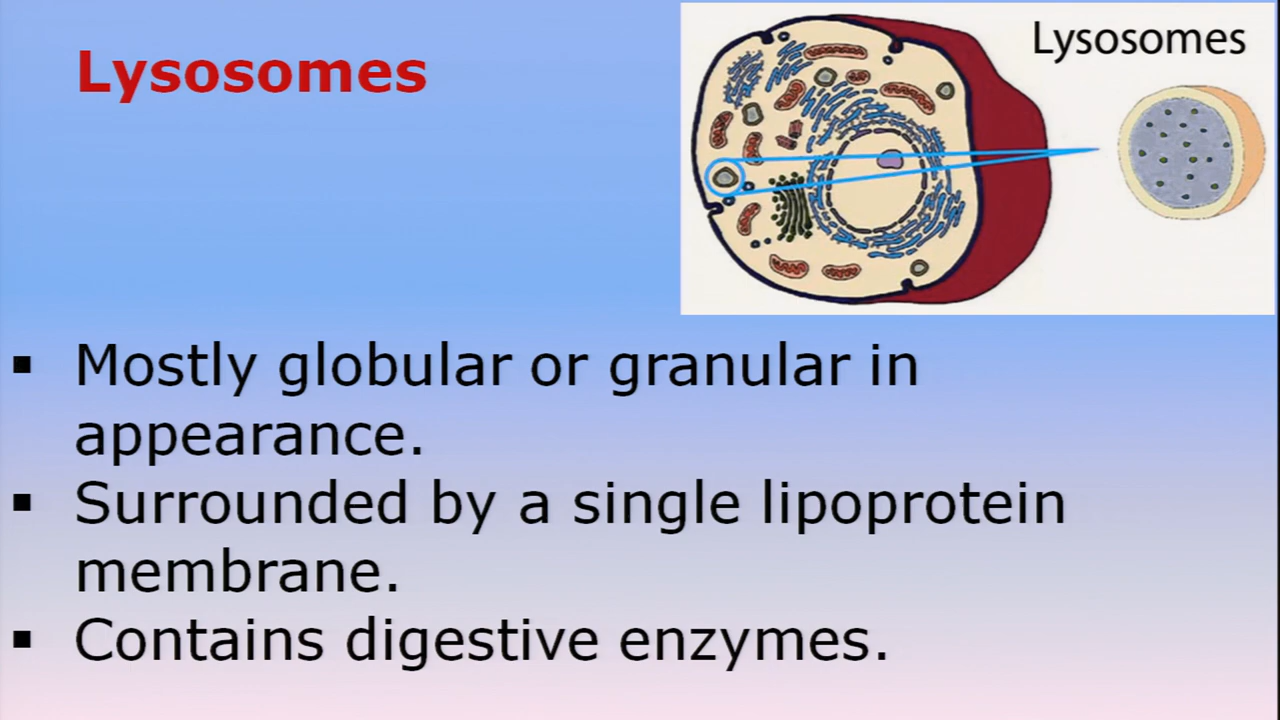 Lysosomes
Lysosomes
▪ Mostly globular or granular in
appearance.
▪ Surrounded by a single lipoprotein
membrane.
▪ Contains digestive enzymes.